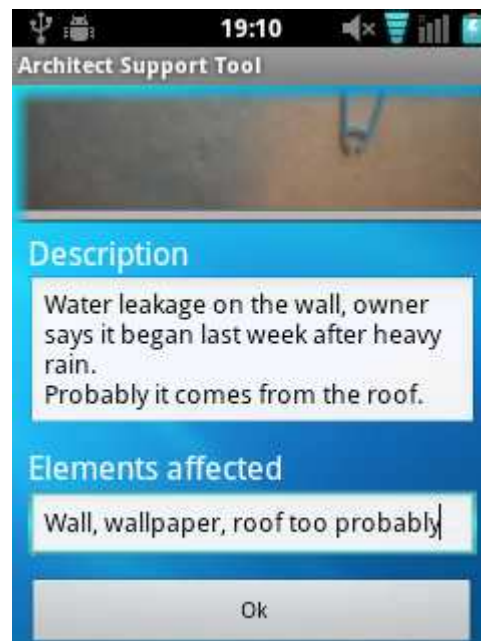 19:10
Architect Support Tool
Description
Water leakage on the wall, owner
says it began last week after heavy
rain.
Probably it comes from the roof.
Elements affected
Wall, wallpaper, roof too probably
Ok